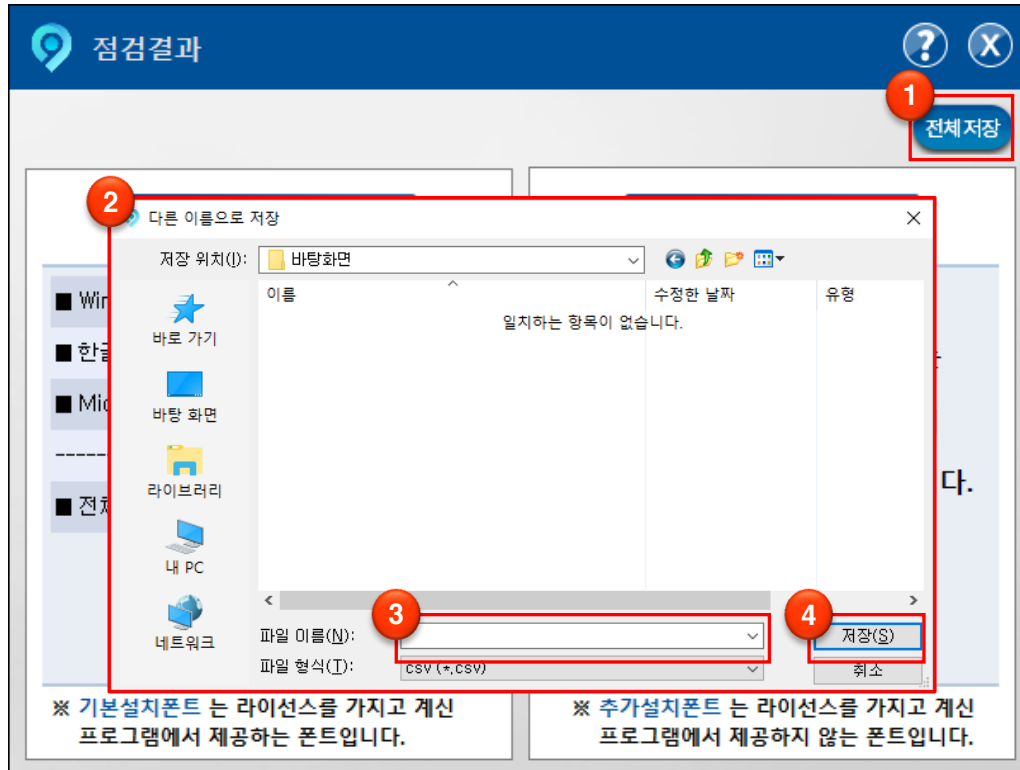 점검결과
?
X
1
전체저장
2
다른 이름으로 저장
저장 위치(I):
바탕화면
이름
수정한 날짜
유형
일치하는 항목이 없습니다.
바로 가기
바탕 화면
라이브러리
내 PC
네트워크
■ Win
■ 한글
■ Mic
■ 전체
다.
3
4
파일 이름(N):
저장(S)
파일 형식(T):
csv (*.csv)
취소
※ 기본설치폰트 는 라이선스를 가지고 계신
프로그램에서 제공하는 폰트입니다.
※ 추가설치폰트 는 라이선스를 가지고 계신
프로그램에서 제공하지 않는 폰트입니다.